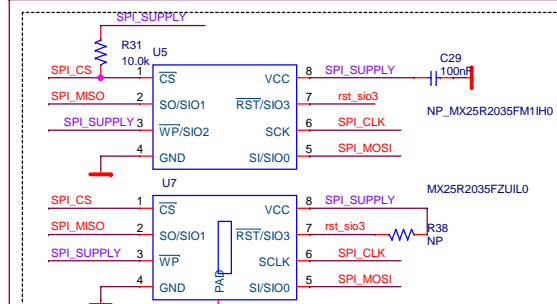 SPI_SUPPLY
R31
10.0k
U5
C29
100nF
SPI_CS 1 CS VCC 8 SPI_SUPPLY
SPI_MISO 2 SO/SIO1 RST/SIO3 7 rst_sio3
NP_MX25R2035FM1IH0
SPI_SUPPLY 3 WP/SIO2 SCK 6 SPI_CLK
4 GND SI/SIO0 5 SPI_MOSI
U7
MX25R2035FZUIL0
SPI_CS 1 CS VCC 8 SPI_SUPPLY
SPI_MISO 2 SO/SIO1 RST/SIO3 7 rst_sio3
R38
NP
SPI_SUPPLY 3 WP SCLK 6 SPI_CLK
4 GND PAD SI/SIO0 5 SPI_MOSI